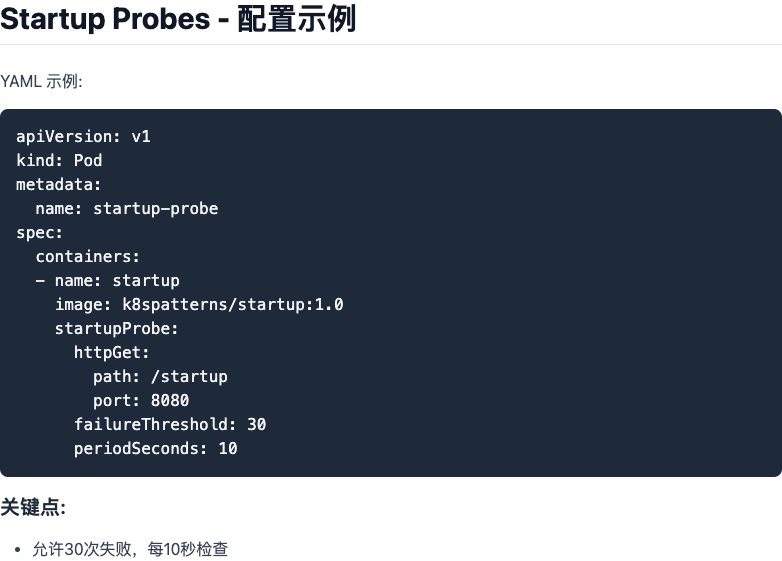 Startup Probes - 配置示例
YAML 示例:
apiVersion: v1
kind: Pod
metadata:
  name: startup-probe
spec:
  containers:
  - name: startup
    image: k8spatterns/startup:1.0
    startupProbe:
      httpGet:
        path: /startup
        port: 8080
      failureThreshold: 30
      periodSeconds: 10
关键点:
• 允许30次失败，每10秒检查